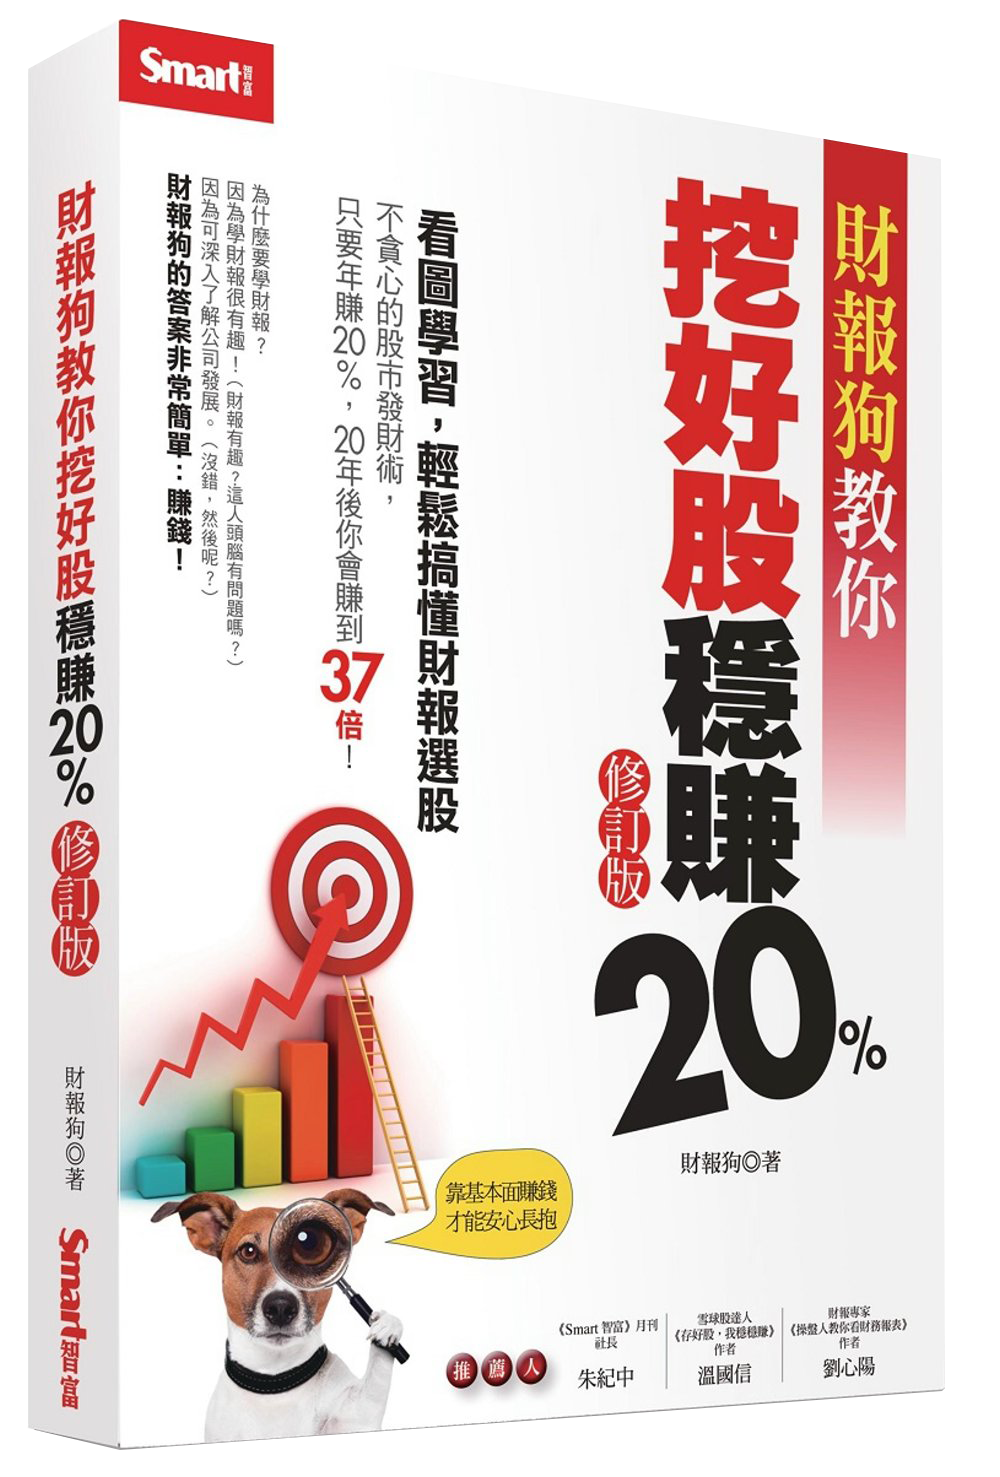 Smart智富
財報狗教你
挖好股穩賺20%
修訂版
財報狗◎著
看圖學習，輕鬆搞懂財報選股
不貪心的股市發財術，
只要年賺20%，20年後你會賺到
37倍！
為什麼要學財報？
因為學財報很有趣！（財報有趣？這人頭腦有問題嗎？）
因為可深入了解公司發展。（沒錯，然後呢？）
財報狗的答案非常簡單：賺錢！
靠基本面賺錢
才能安心長抱
推薦人
《Smart 智富》月刊
社長
朱紀中
雪球股達人
《存好股，我穩穩賺》
作者
溫國信
財報專家
《操盤人教你看財務報表》
作者
劉心陽
財報狗教你挖好股穩賺20%
修訂版
財報狗◎著
Smart智富